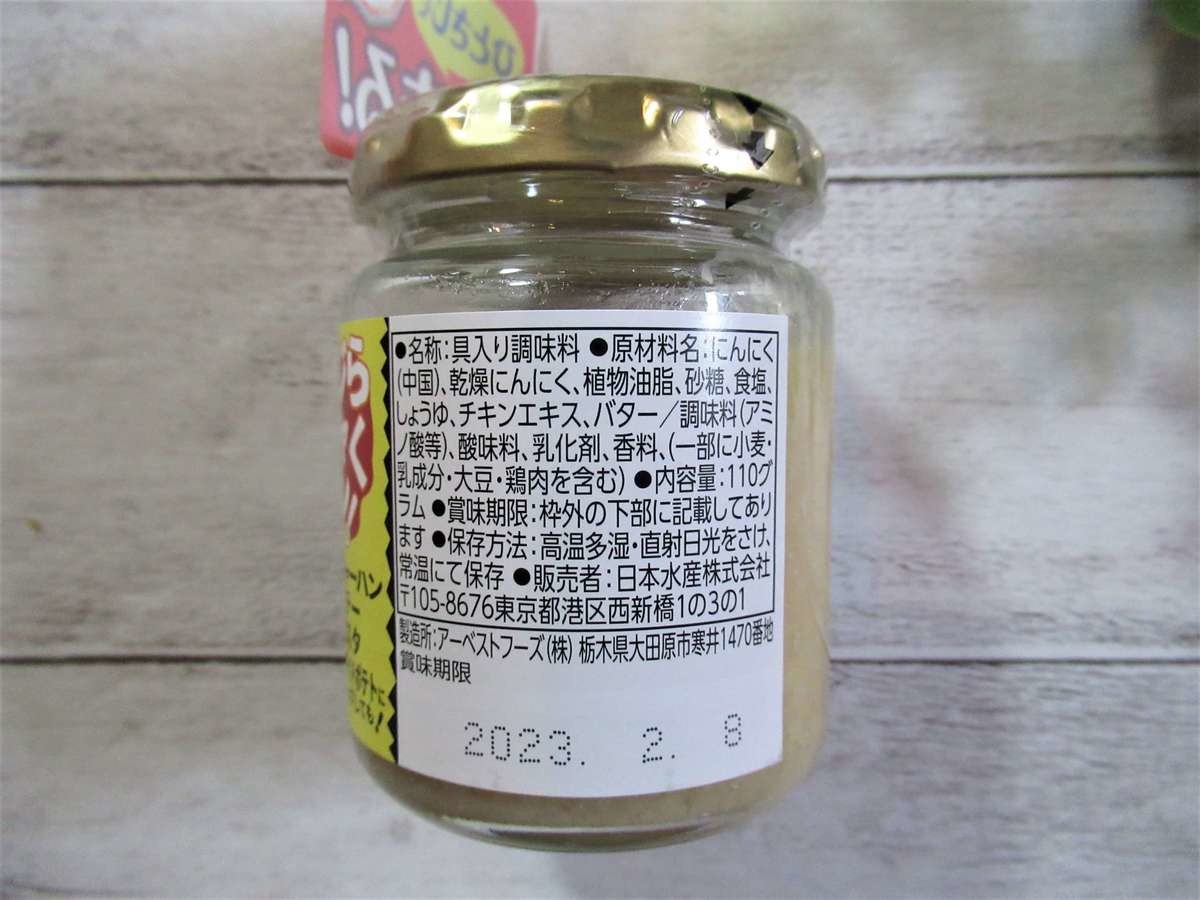 ●名称：具入り調味料 ●原材料名：にんにく
(中国)、乾燥にんにく、植物油脂、砂糖、食塩、
しょうゆ、チキンエキス、バター／調味料(アミ
ノ酸等)、酸味料、乳化剤、香料、(一部に小麦・
乳成分・大豆・鶏肉を含む) ●内容量：110グ
ラム ●賞味期限：枠外の下部に記載してあり
ます ●保存方法：高温多湿・直射日光をさけ、
常温にて保存 ●販売者：日本水産株式会社
〒105-8676東京都港区西新橋1の3の1
製造所：アーベストフーズ(株) 栃木県大田原市寒井1470番地
賞味期限
2023. 2. 8